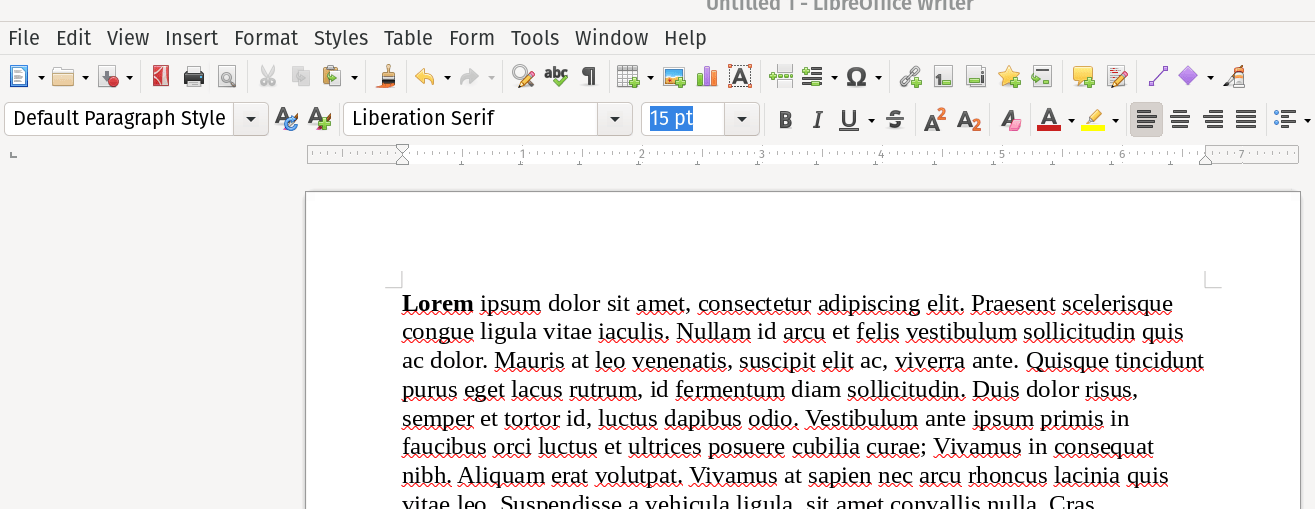 Untitled 1 - LibreOffice Writer
File Edit View Insert Format Styles Table Form Tools Window Help
abc
Default Paragraph Style Liberation Serif 15 pt B I U S A2 A2 A A
1 2 3 4 5 6 7
Lorem ipsum dolor sit amet, consectetur adipiscing elit. Praesent scelerisque
congue ligula vitae iaculis. Nullam id arcu et felis vestibulum sollicitudin quis
ac dolor. Mauris at leo venenatis, suscipit elit ac, viverra ante. Quisque tincidunt
purus eget lacus rutrum, id fermentum diam sollicitudin. Duis dolor risus,
semper et tortor id, luctus dapibus odio. Vestibulum ante ipsum primis in
faucibus orci luctus et ultrices posuere cubilia curae; Vivamus in consequat
nibh. Aliquam erat volutpat. Vivamus at sapien nec arcu rhoncus lacinia quis
vitae leo. Suspendisse a vehicula ligula, sit amet convallis nulla. Cras